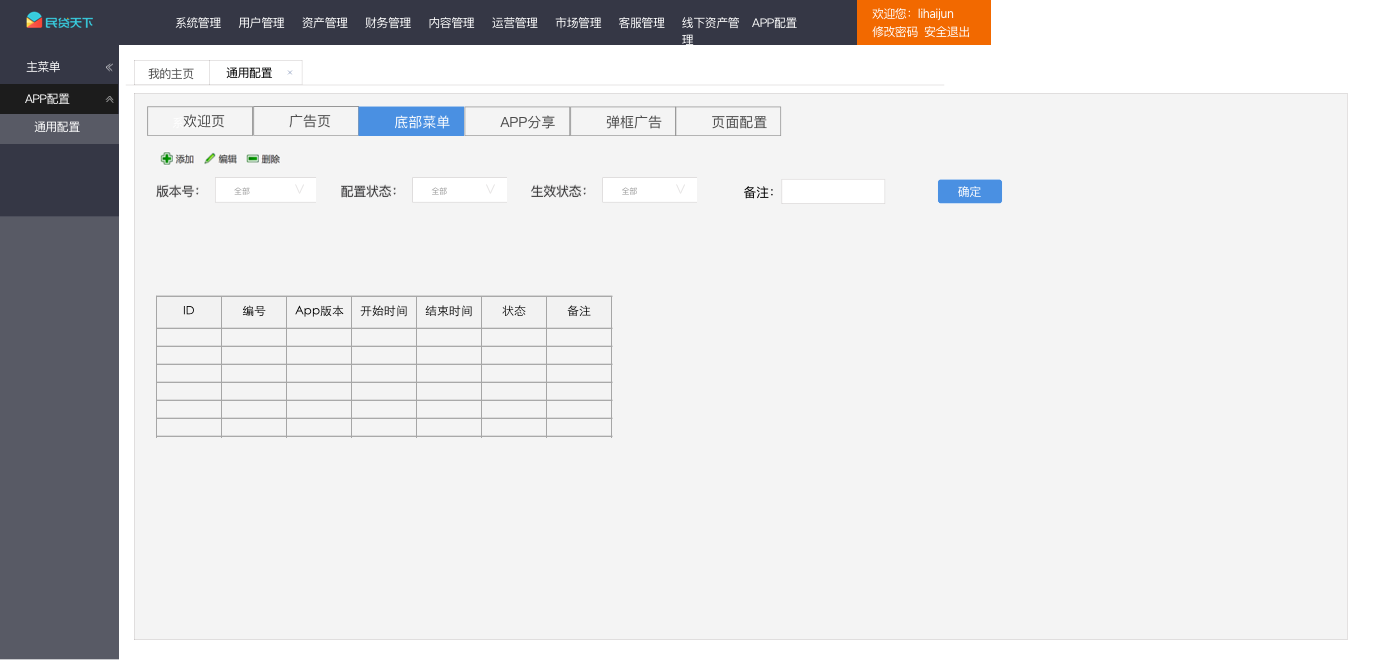 民贷天下
系统管理 用户管理 资产管理 财务管理 内容管理 运营管理 市场管理 客服管理 线下资产管理 APP配置
欢迎您：lihaijun
修改密码 安全退出
主菜单
APP配置
通用配置
我的主页 通用配置 ×
欢迎页 广告页 底部菜单 APP分享 弹框广告 页面配置
添加 编辑 删除
版本号： 全部 配置状态： 全部 生效状态： 全部 备注： 确定
ID 编号 App版本 开始时间 结束时间 状态 备注